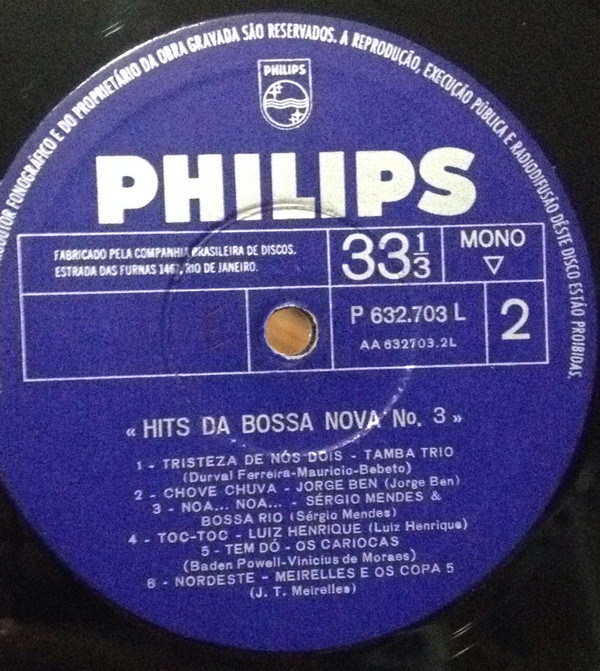 DUTOR FONOGRÁFICO E DO PROPRIETÁRIO DA OBRA GRAVADA SÃO RESERVADOS. A REPRODUÇÃO, EXECUÇÃO PÚBLICA E RADIODIFUSÃO DÊSTE DISCO ESTÃO PROIBIDAS.
PHILIPS
PHILIPS
FABRICADO PELA COMPANHIA BRASILEIRA DE DISCOS.
ESTRADA DAS FURNAS RIO DE JANEIRO.
33 1/3
MONO
P 632.703 L
AA 632703.2L
2
« HITS DA BOSSA NOVA No. 3 »
1 - TRISTEZA DE NÓS DOIS - TAMBA TRIO
(Durval Ferreira-Mauricio-Bebeto)
2 - CHOVE CHUVA - JORGE BEN (Jorge Ben)
3 - NOA... NOA... - SÉRGIO MENDES &
BOSSA RIO (Sérgio Mendes)
4 - TOC-TOC - LUIZ HENRIQUE (Luiz Henrique)
5 - TEM DÓ - OS CARIOCAS
(Baden Powell-Vinicius de Moraes)
6 - NORDESTE - MEIRELLES E OS COPA 5
(J. T. Meirelles)